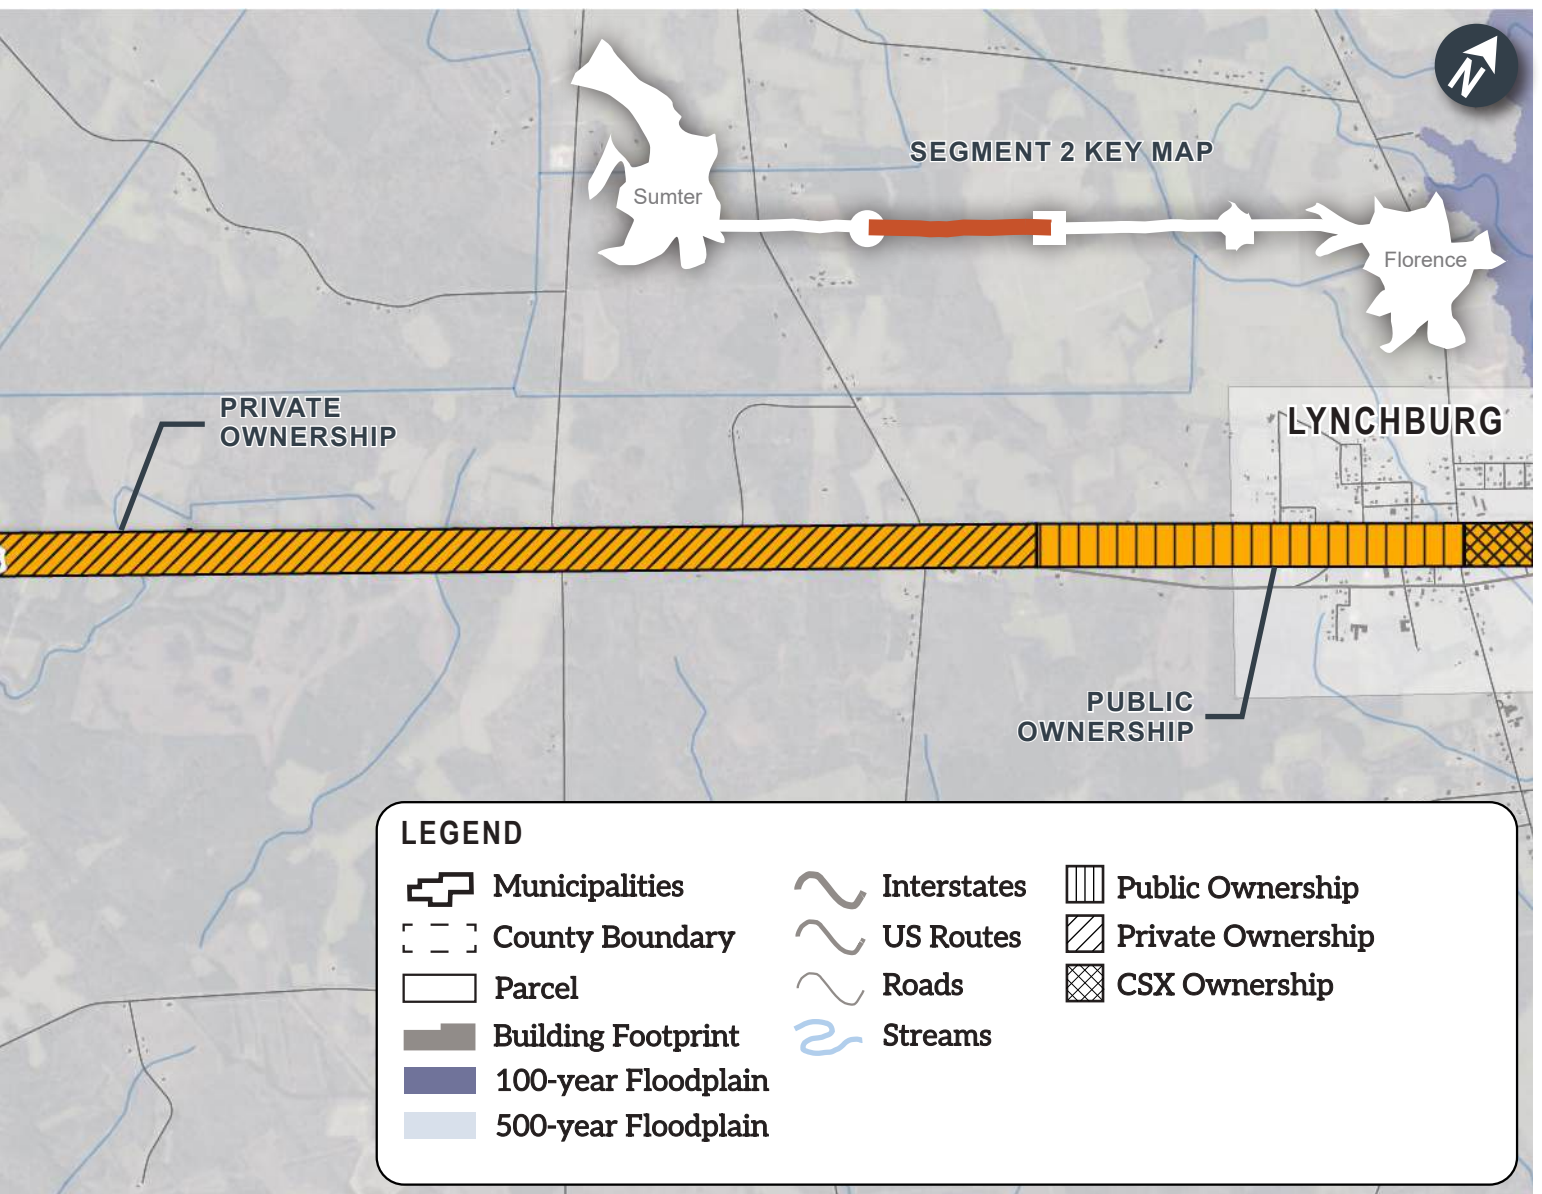 N
SEGMENT 2 KEY MAP
Sumter
Florence
PRIVATE
OWNERSHIP
LYNCHBURG
PUBLIC
OWNERSHIP
LEGEND
Municipalities
County Boundary
Parcel
Building Footprint
100-year Floodplain
500-year Floodplain
Interstates
US Routes
Roads
Streams
Public Ownership
Private Ownership
CSX Ownership